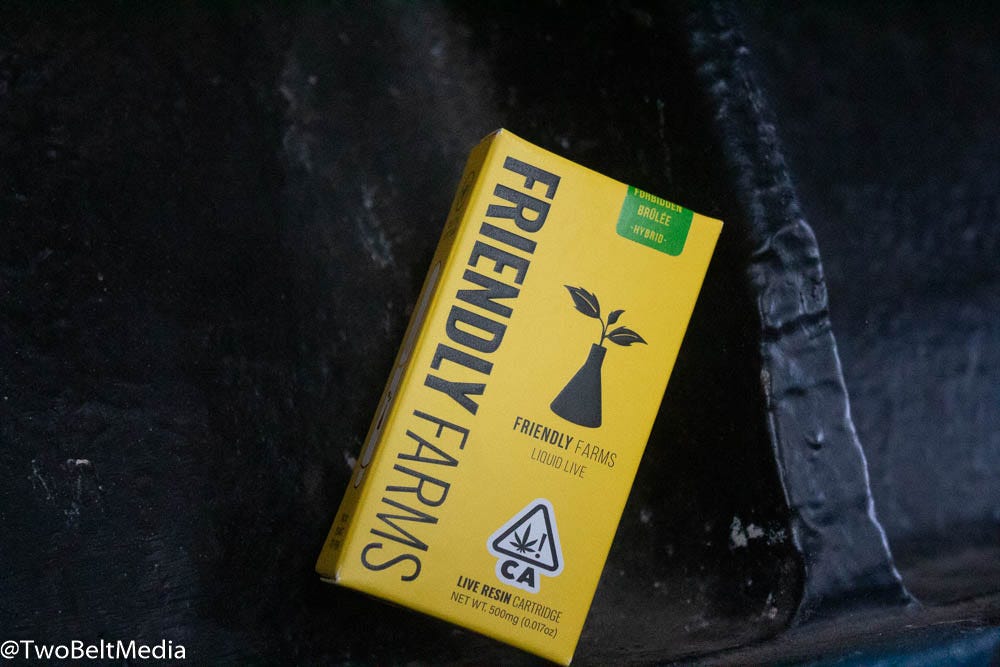 FRIENDLY FARMS
FORBIDDEN
BRÛLÉE
-HYBRID-
FRIENDLY FARMS
LIQUID LIVE
!
CA
LIVE RESIN CARTRIDGE
NET WT. 500mg (0.017oz)
@TwoBeltMedia